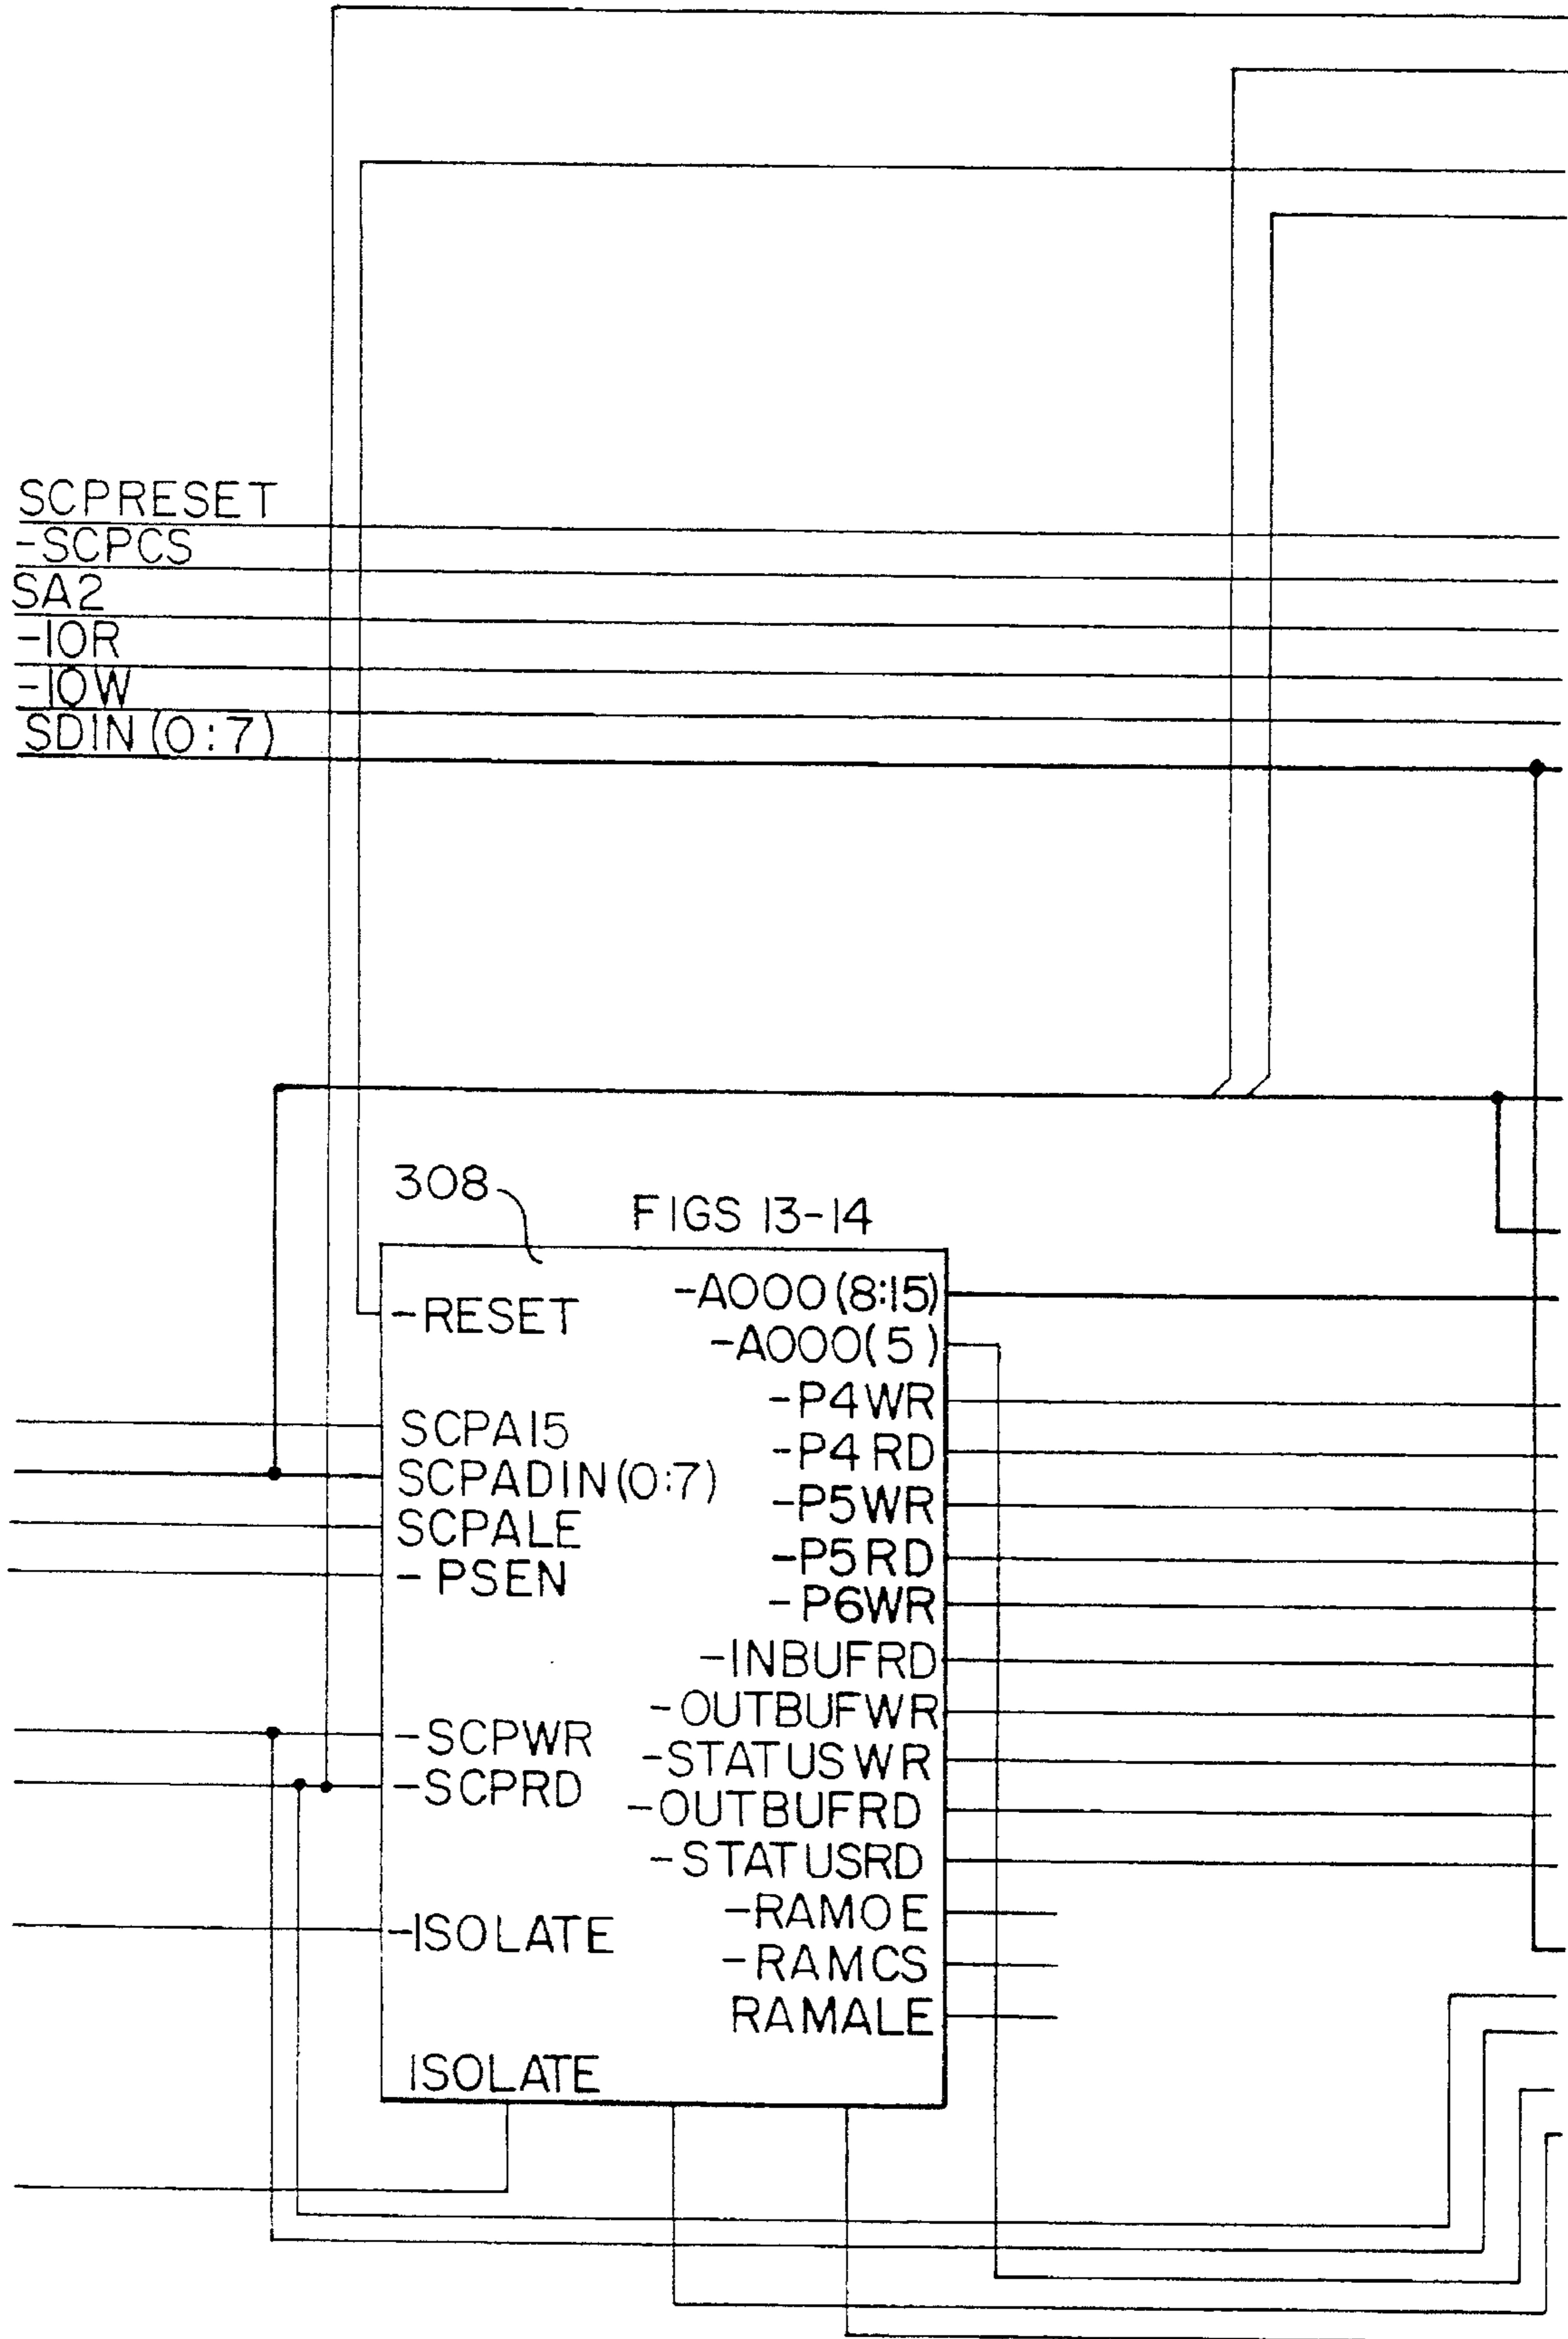 SCPRESET
-SCPCS
SA2
-IOR
-IOW
SDIN(0:7)
308
FIGS 13-14
-RESET
SCPA15
SCPADIN(0:7)
SCPALE
-PSEN
-SCPWR
-SCPRD
-ISOLATE
ISOLATE
-A000(8:15)
-A000(5)
-P4WR
-P4RD
-P5WR
-P5RD
-P6WR
-INBUFRD
-OUTBUFWR
-STATUSWR
-OUTBUFRD
-STATUSRD
-RAMOE
-RAMCS
RAMALE